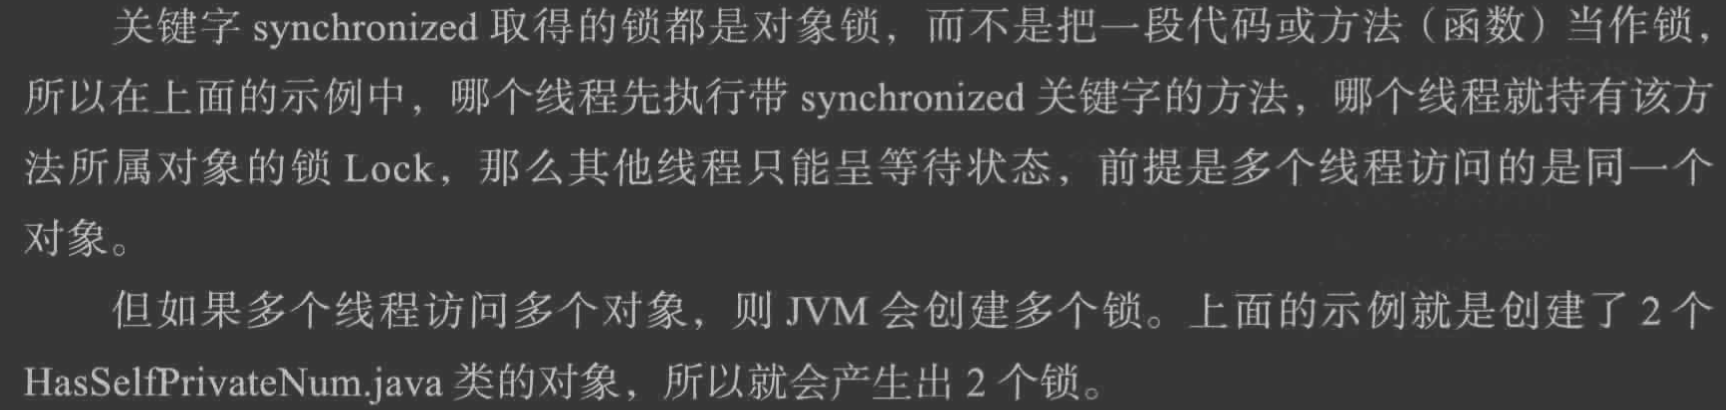 关键字 synchronized 取得的锁都是对象锁，而不是把一段代码或方法（函数）当作锁，
所以在上面的示例中，哪个线程先执行带 synchronized 关键字的方法，哪个线程就持有该方
法所属对象的锁 Lock，那么其他线程只能呈等待状态，前提是多个线程访问的是同一个
对象。
但如果多个线程访问多个对象，则 JVM 会创建多个锁。上面的示例就是创建了 2 个
HasSelfPrivateNum.java 类的对象，所以就会产生出 2 个锁。